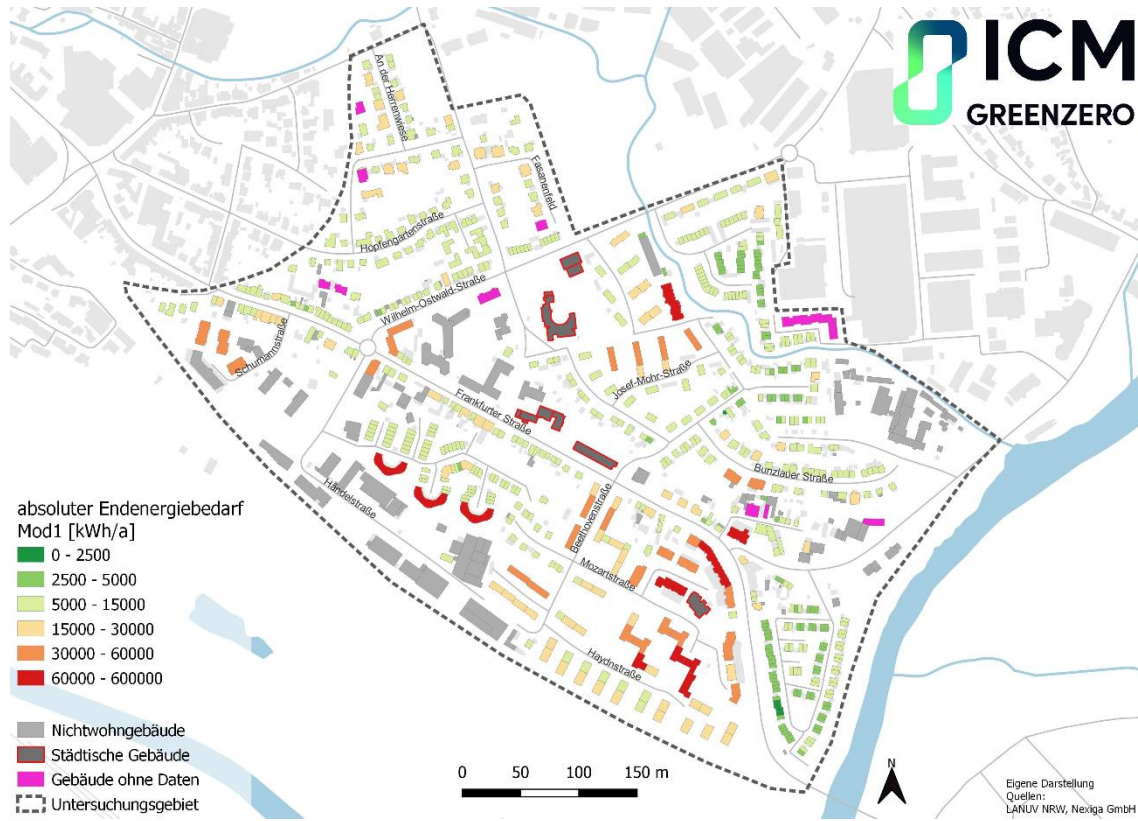 ICM
GREENZERO
An der Herrenwiese
Fasanenfeld
Hopfengartenstraße
Wilhelm-Ostwald-Straße
Schumannstraße
Josef-Mohr-Straße
Frankfurter Straße
Bunzlauer Straße
Händelstraße
Beethovenstraße
Mozartstraße
Haydnstraße
absoluter Endenergiebedarf
Mod1 [kWh/a]
0 - 2500
2500 - 5000
5000 - 15000
15000 - 30000
30000 - 60000
60000 - 600000
Nichtwohngebäude
Städtische Gebäude
Gebäude ohne Daten
Untersuchungsgebiet
0 50 100 150 m
N
Eigene Darstellung
Quellen:
LANUV NRW, Nexiga GmbH